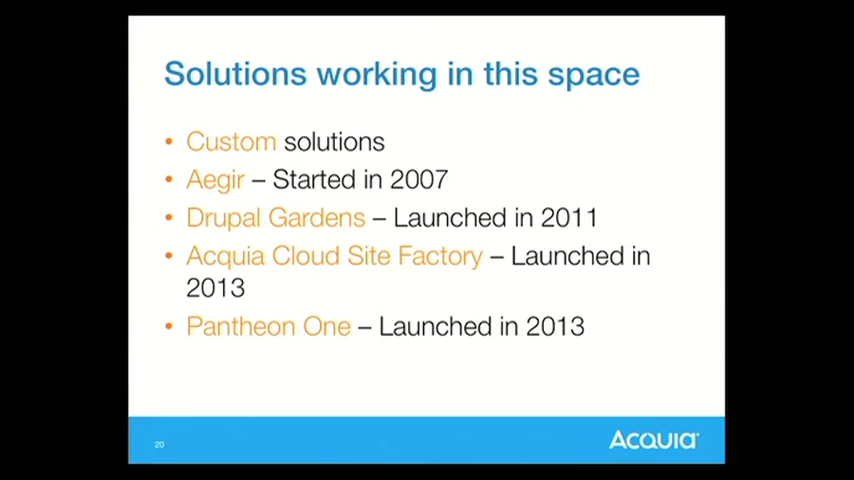 Solutions working in this space
• Custom solutions
• Aegir – Started in 2007
• Drupal Gardens – Launched in 2011
• Acquia Cloud Site Factory – Launched in
2013
• Pantheon One – Launched in 2013
20
ACQUIA